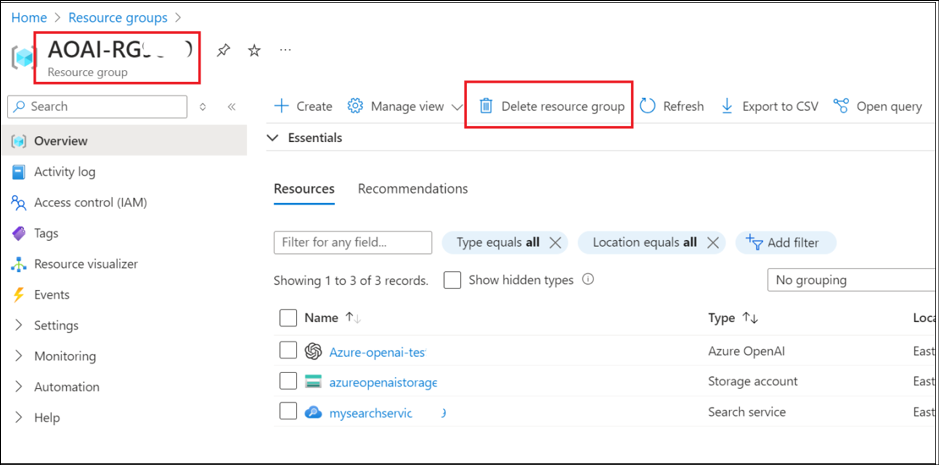 Home > Resource groups >
AOAI-RG
Resource group
Search
Create Manage view Delete resource group Refresh Export to CSV Open query
Essentials
Overview
Activity log
Access control (IAM)
Tags
Resource visualizer
Events
Settings
Monitoring
Automation
Help
Resources Recommendations
Filter for any field... Type equals all Location equals all Add filter
Showing 1 to 3 of 3 records. Show hidden types No grouping
Name Type Loca
Azure-openai-tes Azure OpenAI East
azureopenaistorage Storage account East
mysearchservic Search service East